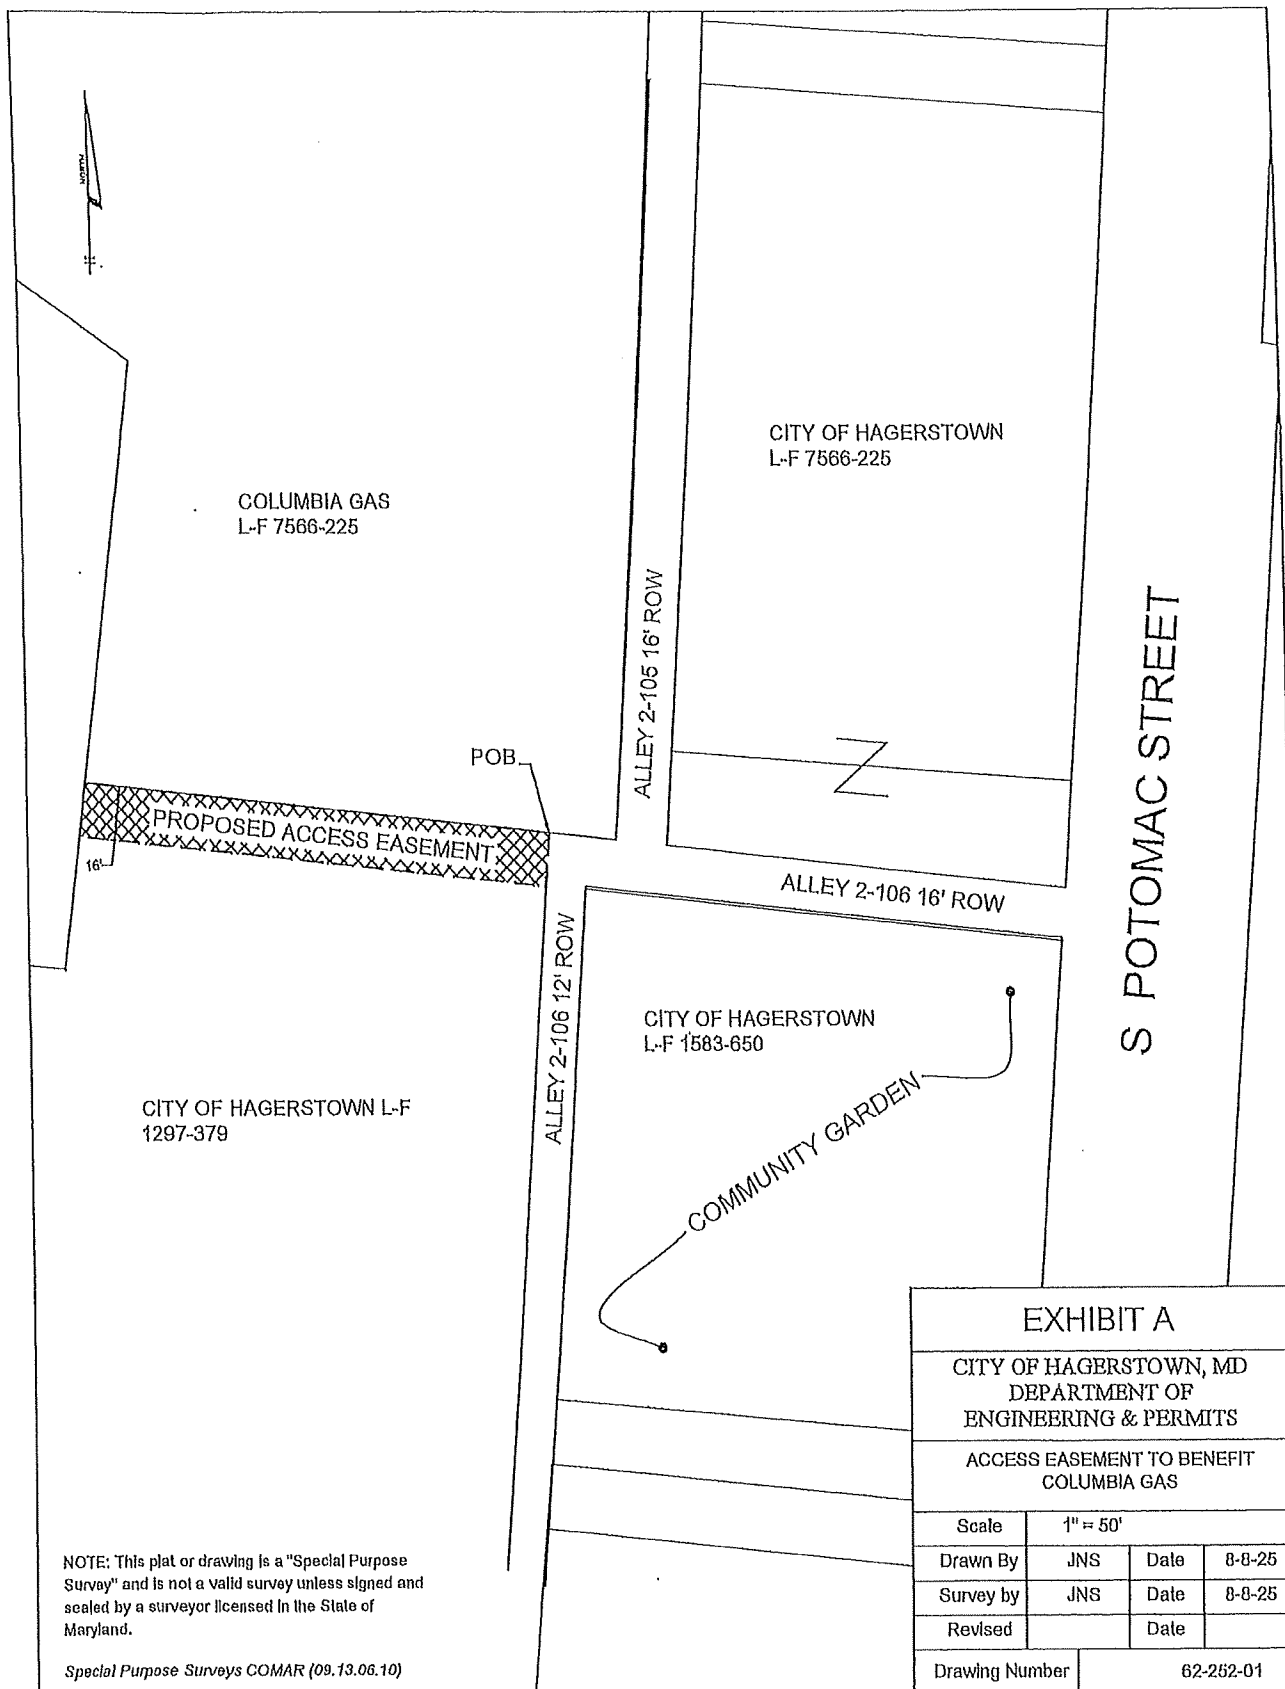 CITY OF HAGERSTOWN
L-F 7566-225
COLUMBIA GAS
L-F 7566-225
ALLEY 2-105 16' ROW
S POTOMAC STREET
POB
PROPOSED ACCESS EASEMENT
16'
ALLEY 2-106 16' ROW
ALLEY 2-106 12' ROW
CITY OF HAGERSTOWN
L-F 1583-650
COMMUNITY GARDEN
CITY OF HAGERSTOWN L-F
1297-379
EXHIBIT A
CITY OF HAGERSTOWN, MD
DEPARTMENT OF
ENGINEERING & PERMITS
ACCESS EASEMENT TO BENEFIT
COLUMBIA GAS
Scale 1" = 50'
Drawn By JNS Date 8-8-25
Survey by JNS Date 8-8-25
Revised Date
Drawing Number 62-252-01
NOTE: This plat or drawing is a "Special Purpose
Survey" and is not a valid survey unless signed and
sealed by a surveyor licensed in the State of
Maryland.
Special Purpose Surveys COMAR (09.13.06.10)